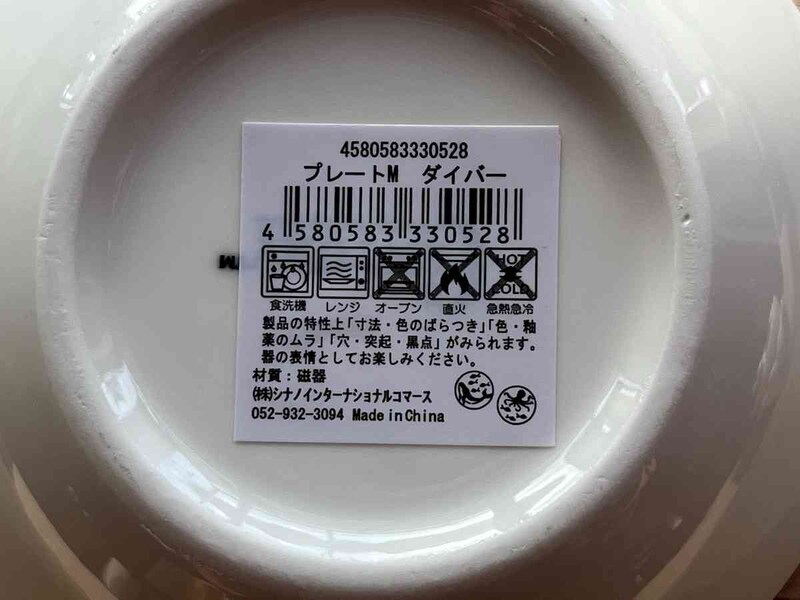 4580583330528
プレートM ダイバー
4 580583 330528
HOT COLD
食洗機 レンジ オーブン 直火 急熱急冷
製品の特性上「寸法・色のばらつき」「色・釉
薬のムラ」「穴・突起・黒点」がみられます。
器の表情としてお楽しみください。
材質：磁器
(株)シナノインターナショナルコマース
052-932-3094 Made in China